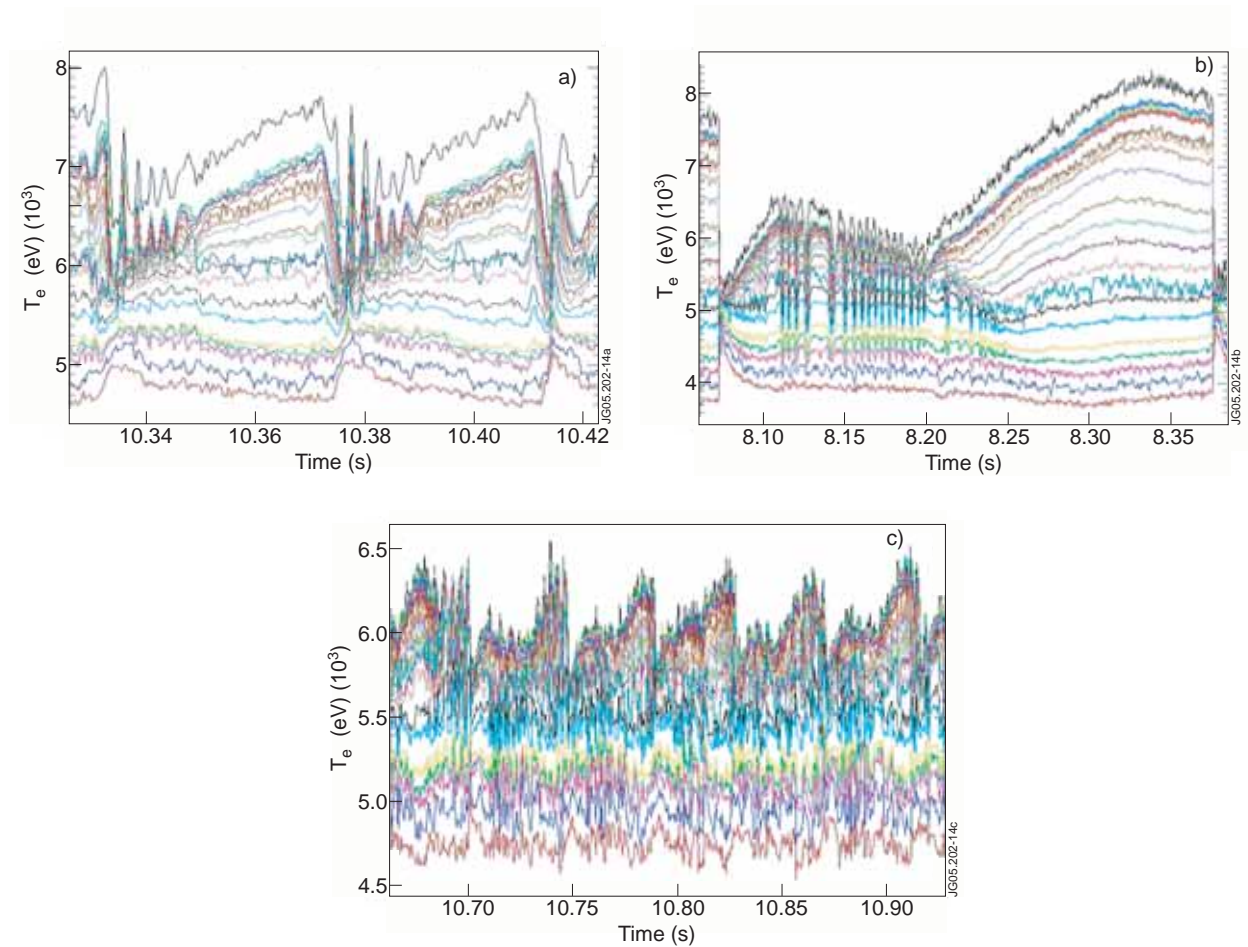 a)
8
7
6
5
T_e (eV) (10³)
10.34 10.36 10.38 10.40 10.42
Time (s)
JG05.202-14a
b)
8
7
6
5
4
T_e (eV) (10³)
8.10 8.15 8.20 8.25 8.30 8.35
Time (s)
JG05.202-14b
c)
6.5
6.0
5.5
5.0
4.5
T_e (eV) (10³)
10.70 10.75 10.80 10.85 10.90
Time (s)
JG05.202-14c